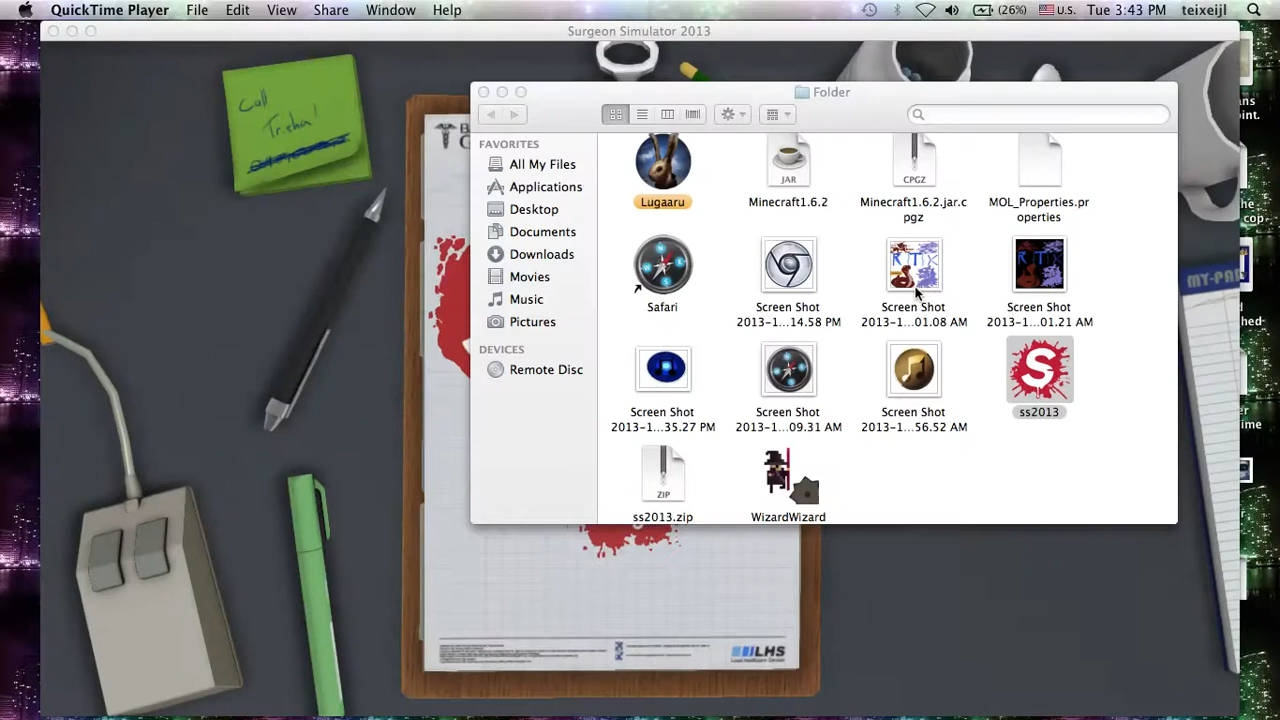 QuickTime Player File Edit View Share Window Help (26%) U.S. Tue 3:43 PM teixeijl
Surgeon Simulator 2013
Call
Trisha!
Folder
FAVORITES
All My Files
Applications
Desktop
Documents
Downloads
Movies
Music
Pictures
DEVICES
Remote Disc
Lugaaru
JAR
Minecraft1.6.2
CPGZ
Minecraft1.6.2.jar.c
pgz
MOL_Properties.pr
operties
Safari
Screen Shot
2013-1...14.58 PM
Screen Shot
2013-1...01.08 AM
Screen Shot
2013-1...01.21 AM
Screen Shot
2013-1...35.27 PM
Screen Shot
2013-1...09.31 AM
Screen Shot
2013-1...56.52 AM
S
ss2013
ZIP
ss2013.zip
WizardWizard
MY-PA
LHS